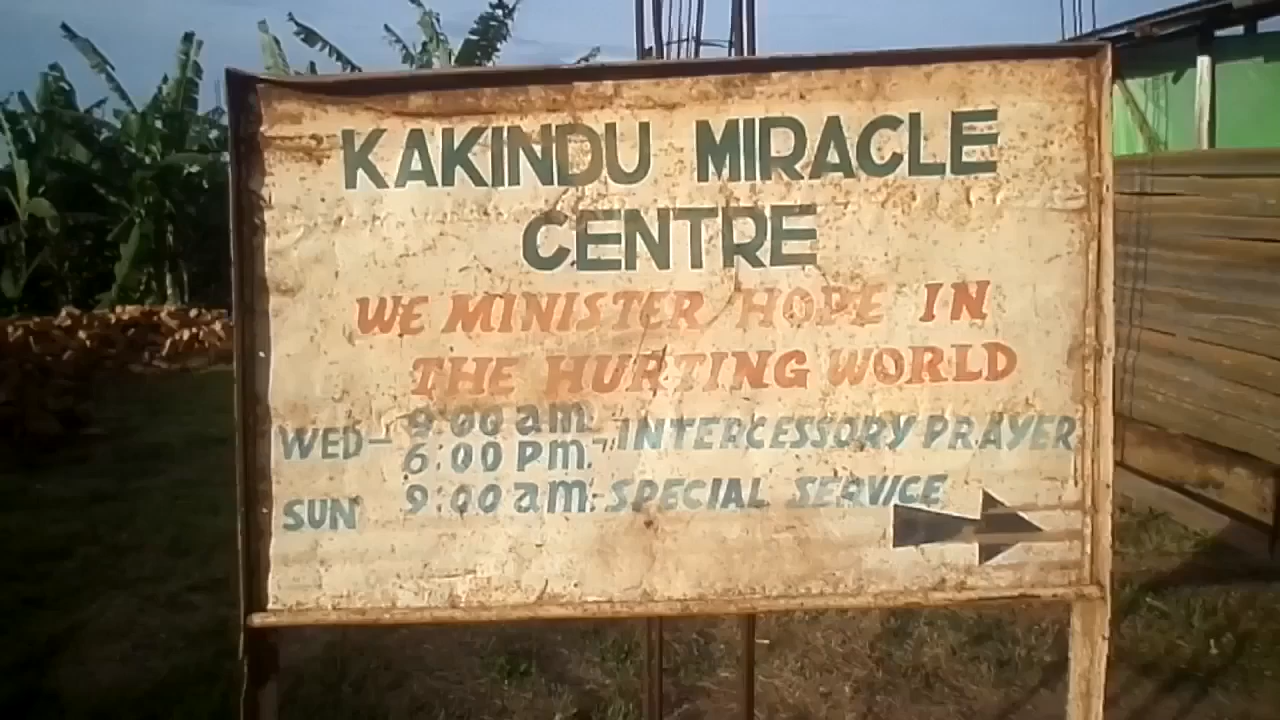 KAKINDU MIRACLE
CENTRE
WE MINISTER HOPE IN
THE HURTING WORLD
WED- 9:00 am. - INTERCESSORY PRAYER
6:00 Pm.
SUN 9:00 am:- SPECIAL SERVICE